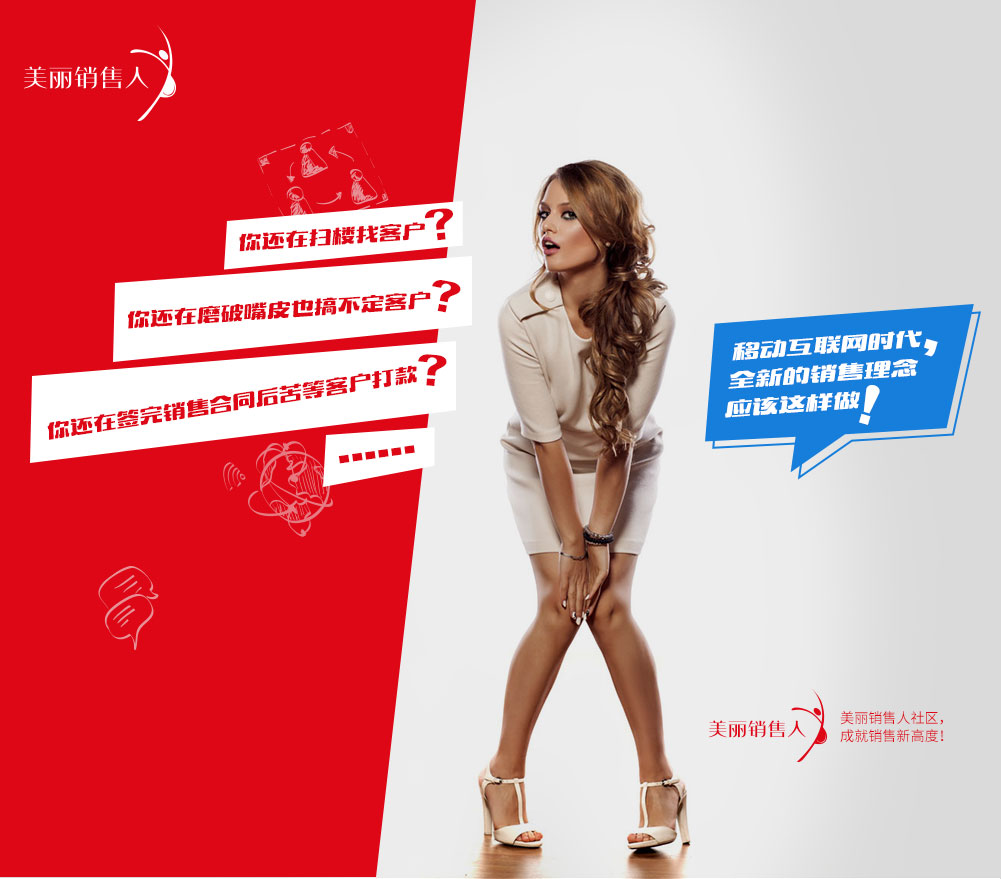 美丽销售人
你还在扫楼找客户?
你还在磨破嘴皮也搞不定客户?
你还在签完销售合同后苦等客户打款?
......
移动互联网时代,
全新的销售理念
应该这样做!
美丽销售人
美丽销售人社区,
成就销售新高度!